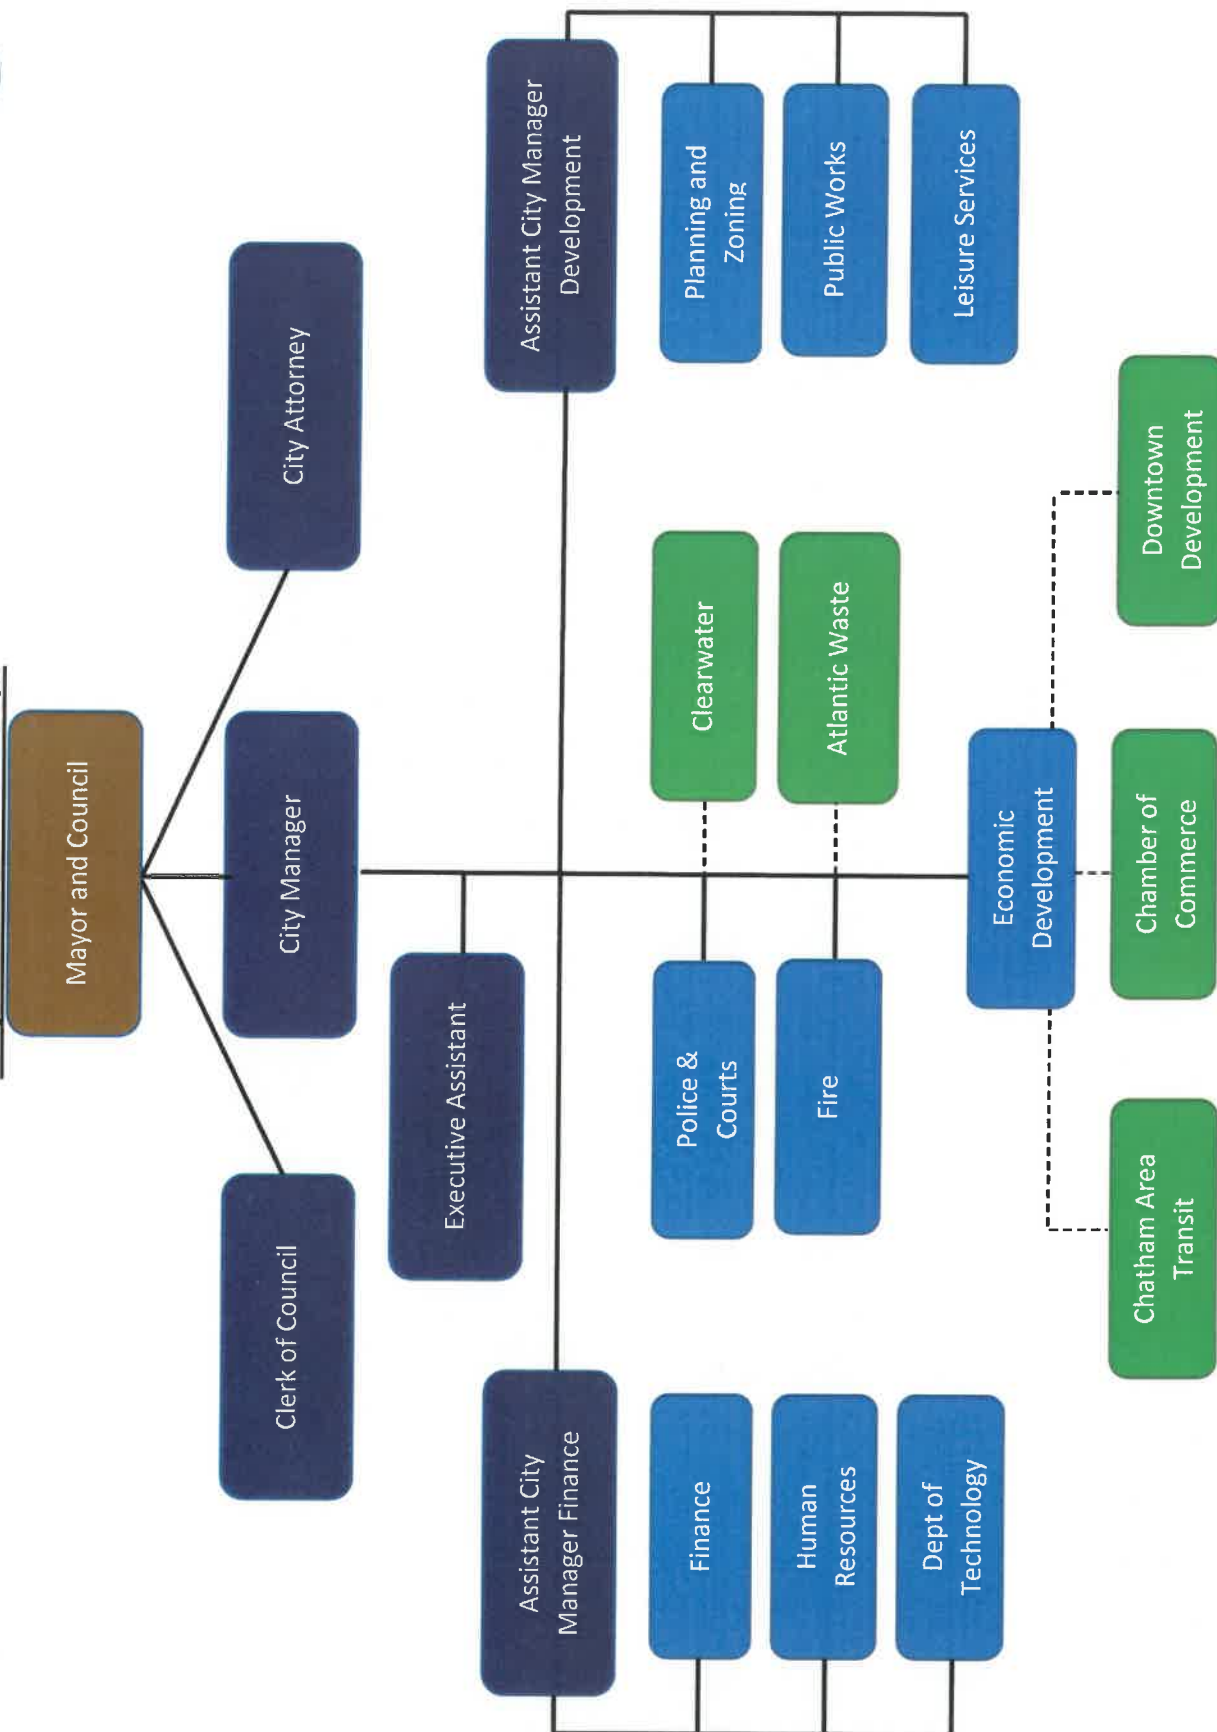 Mayor and Council
Clerk of Council
City Manager
City Attorney
Executive Assistant
Assistant City
Manager Finance
Assistant City Manager
Development
Finance
Human
Resources
Dept of
Technology
Police &
Courts
Fire
Clearwater
Atlantic Waste
Planning and
Zoning
Public Works
Leisure Services
Economic
Development
Chatham Area
Transit
Chamber of
Commerce
Downtown
Development